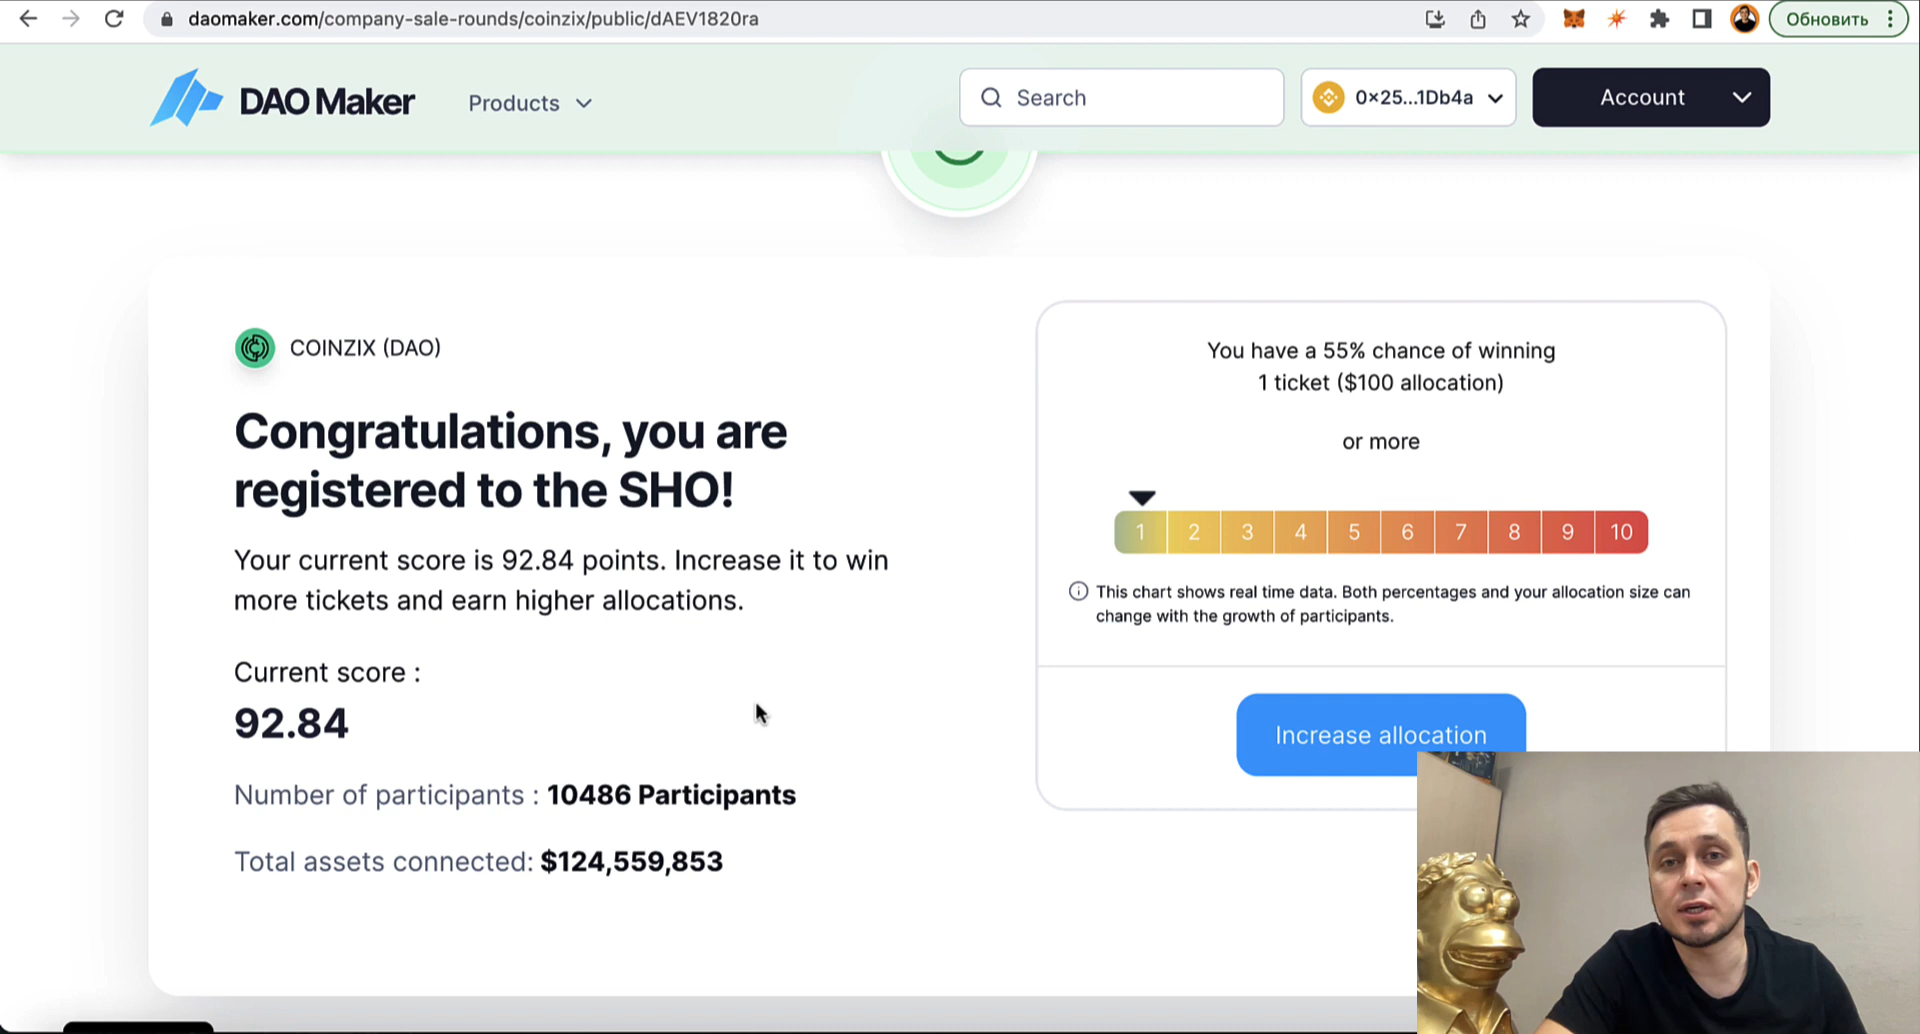 daomaker.com/company-sale-rounds/coinzix/public/dAEV1820ra
Обновить
DAO Maker
Products
Search
0×25...1Db4a
Account
COINZIX (DAO)
Congratulations, you are
registered to the SHO!
Your current score is 92.84 points. Increase it to win
more tickets and earn higher allocations.
Current score :
92.84
Number of participants : 10486 Participants
Total assets connected: $124,559,853
You have a 55% chance of winning
1 ticket ($100 allocation)
or more
1 2 3 4 5 6 7 8 9 10
This chart shows real time data. Both percentages and your allocation size can
change with the growth of participants.
Increase allocation